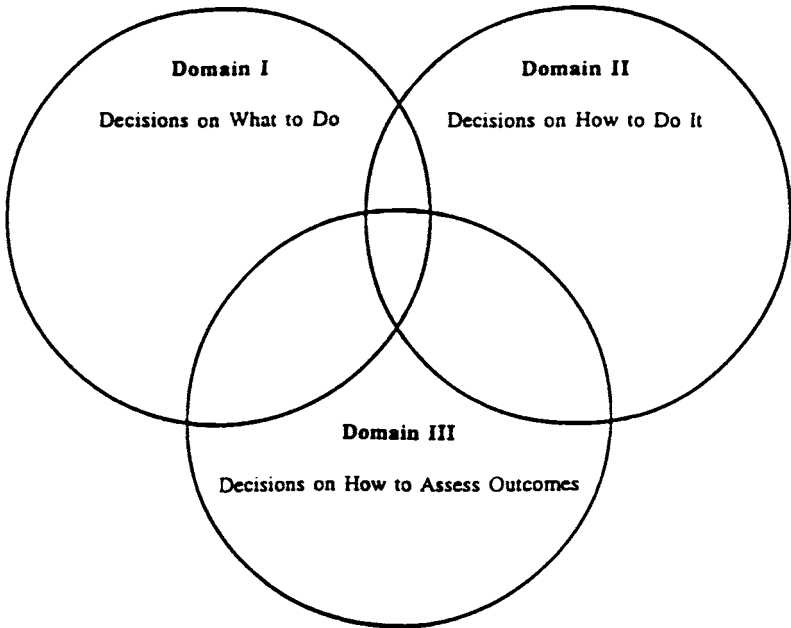 Domain I
Decisions on What to Do
Domain II
Decisions on How to Do It
Domain III
Decisions on How to Assess Outcomes